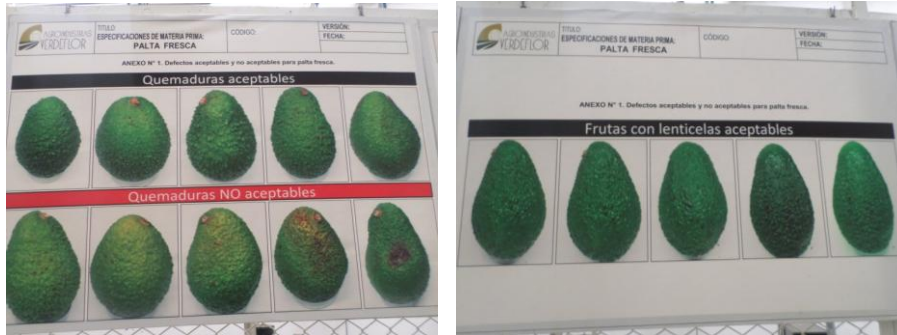 AGROINDUSTRIAS
VERDEFLOR
TITULO
ESPECIFICACIONES DE MATERIA PRIMA:
PALTA FRESCA
CÓDIGO:
VERSIÓN:
FECHA:
ANEXO N° 1. Defectos aceptables y no aceptables para palta fresca.
Quemaduras aceptables
Quemaduras NO aceptables
AGROINDUSTRIAS
VERDEFLOR
TITULO
ESPECIFICACIONES DE MATERIA PRIMA:
PALTA FRESCA
CÓDIGO:
VERSIÓN:
FECHA:
ANEXO N° 1. Defectos aceptables y no aceptables para palta fresca.
Frutas con lenticelas aceptables